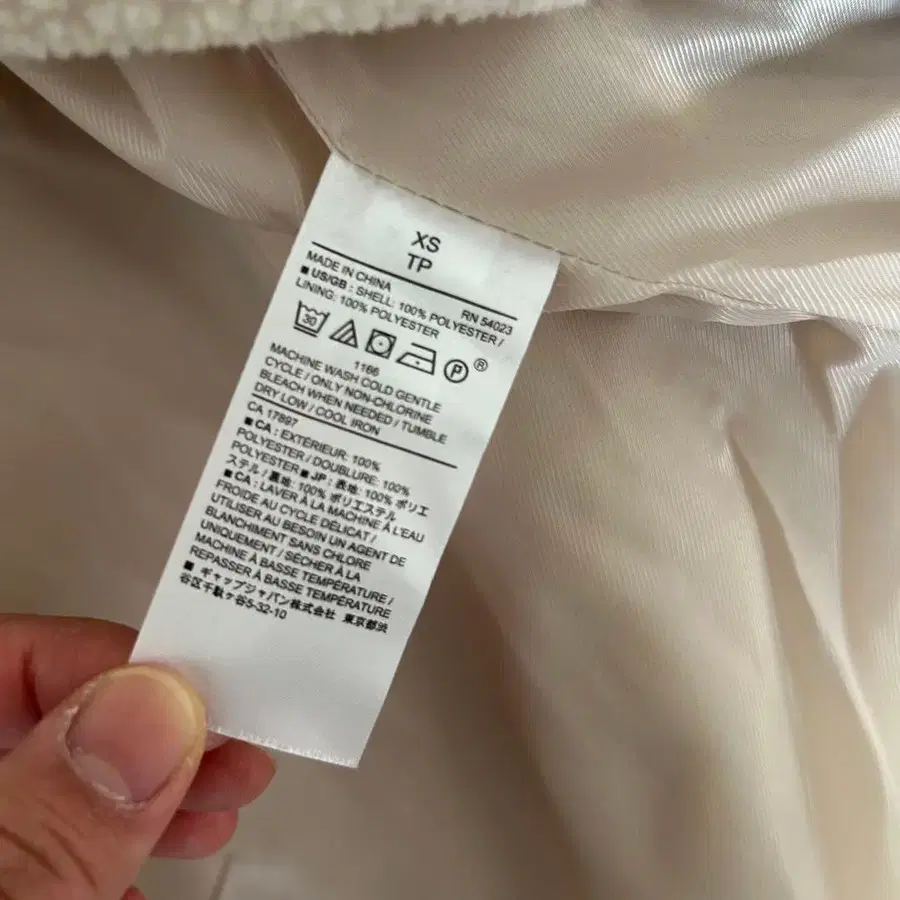 XS
TP
MADE IN CHINA RN 54023
■ US/GB : SHELL: 100% POLYESTER /
LINING: 100% POLYESTER
30 P ®
1166
MACHINE WASH COLD GENTLE
CYCLE / ONLY NON-CHLORINE
BLEACH WHEN NEEDED / TUMBLE
DRY LOW / COOL IRON
CA 17897
■ CA : EXTÉRIEUR: 100%
POLYESTER / DOUBLURE: 100%
POLYESTER ■ JP : 表地: 100% ポリエ
ステル / 裏地: 100% ポリエステル
■ CA : LAVER À LA MACHINE À L'EAU
FROIDE AU CYCLE DÉLICAT /
UTILISER AU BESOIN UN AGENT DE
BLANCHIMENT SANS CHLORE
UNIQUEMENT / SÉCHER À LA
MACHINE À BASSE TEMPÉRATURE /
REPASSER À BASSE TEMPÉRATURE
■ ギャップジャパン株式会社 東京都渋
谷区千駄ヶ谷5-32-10